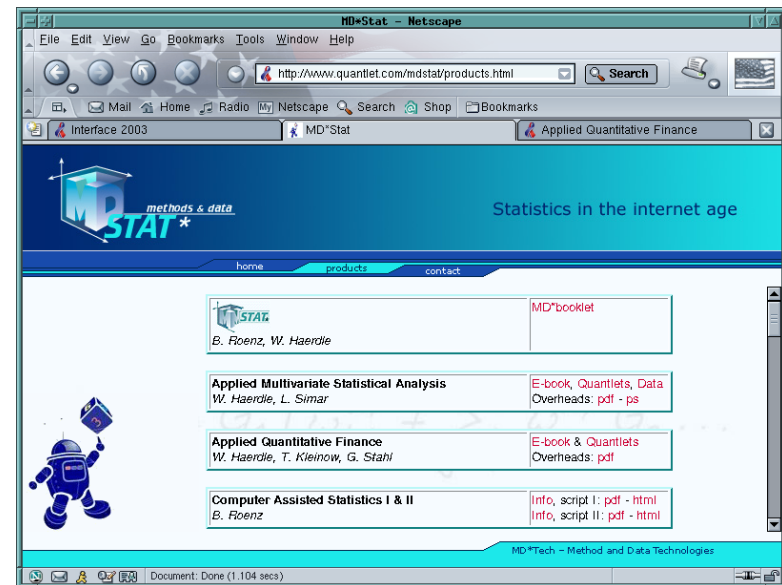 MD*Stat - Netscape
File Edit View Go Bookmarks Tools Window Help
http://www.quantlet.com/mdstat/products.html Search
Mail Home Radio My Netscape Search Shop Bookmarks
Interface 2003 MD*Stat Applied Quantitative Finance
MD STAT * methods & data
Statistics in the internet age
home products contact
MD STAT MD*booklet
B. Roenz, W. Haerdle
Applied Multivariate Statistical Analysis E-book, Quantlets, Data
W. Haerdle, L. Simar Overheads: pdf - ps
Applied Quantitative Finance E-book & Quantlets
W. Haerdle, T. Kleinow, G. Stahl Overheads: pdf
Computer Assisted Statistics I & II Info, script I: pdf - html
B. Roenz Info, script II: pdf - html
MD*Tech - Method and Data Technologies
Document: Done (1.104 secs)